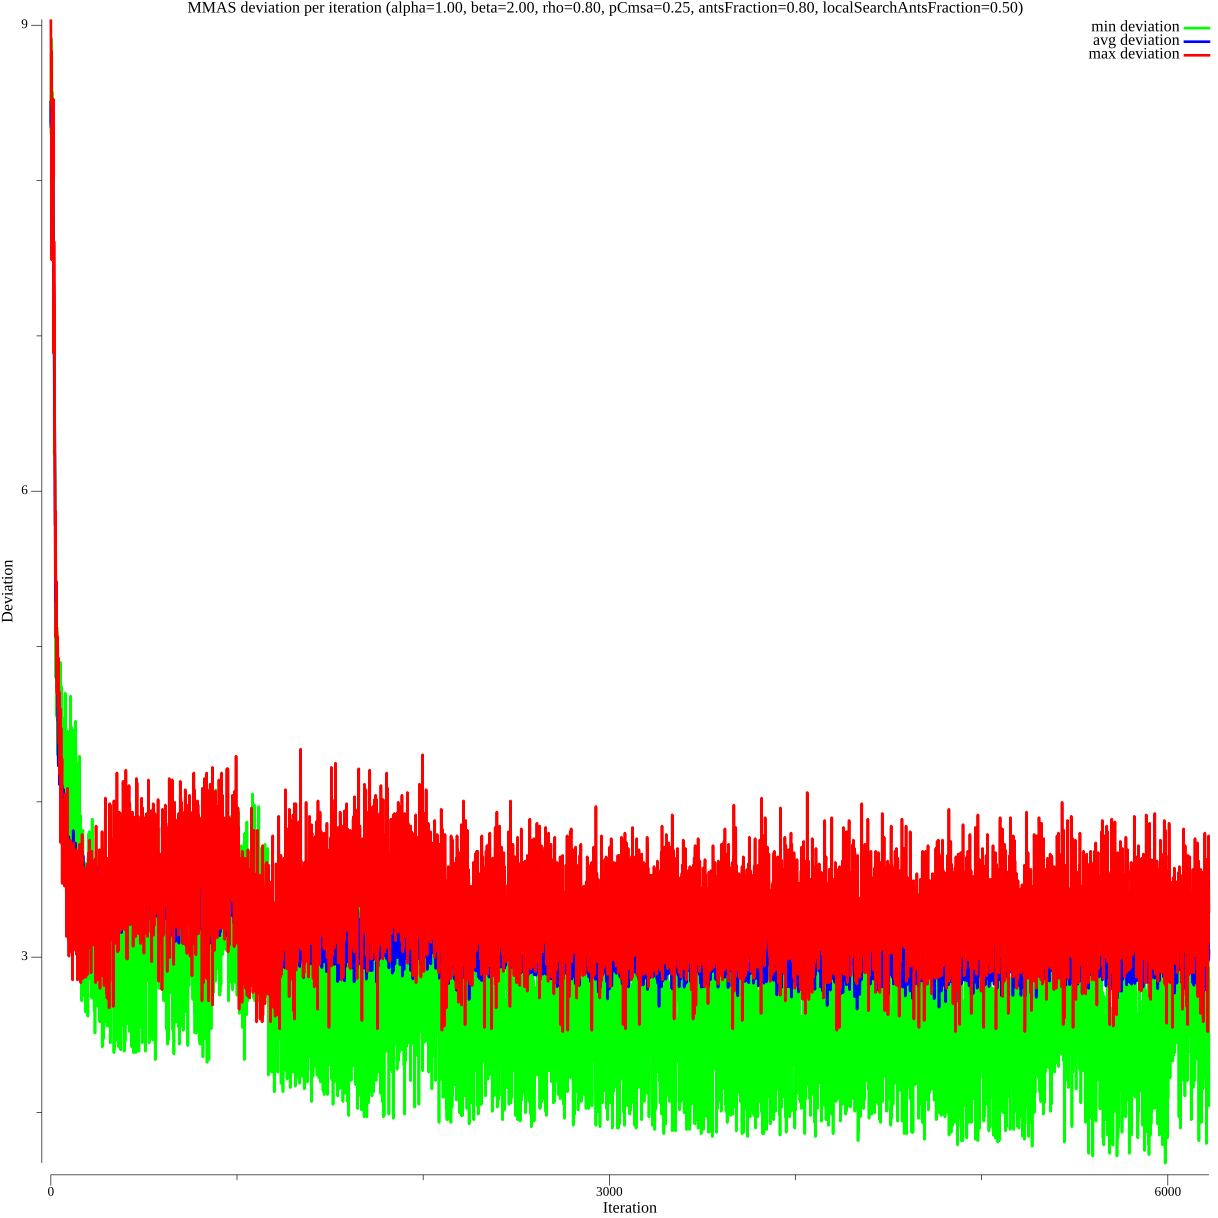 MMAS deviation per iteration (alpha=1.00, beta=2.00, rho=0.80, pCmsa=0.25, antsFraction=0.80, localSearchAntsFraction=0.50)
min deviation
avg deviation
max deviation
9
6
3
Deviation
0
3000
6000
Iteration